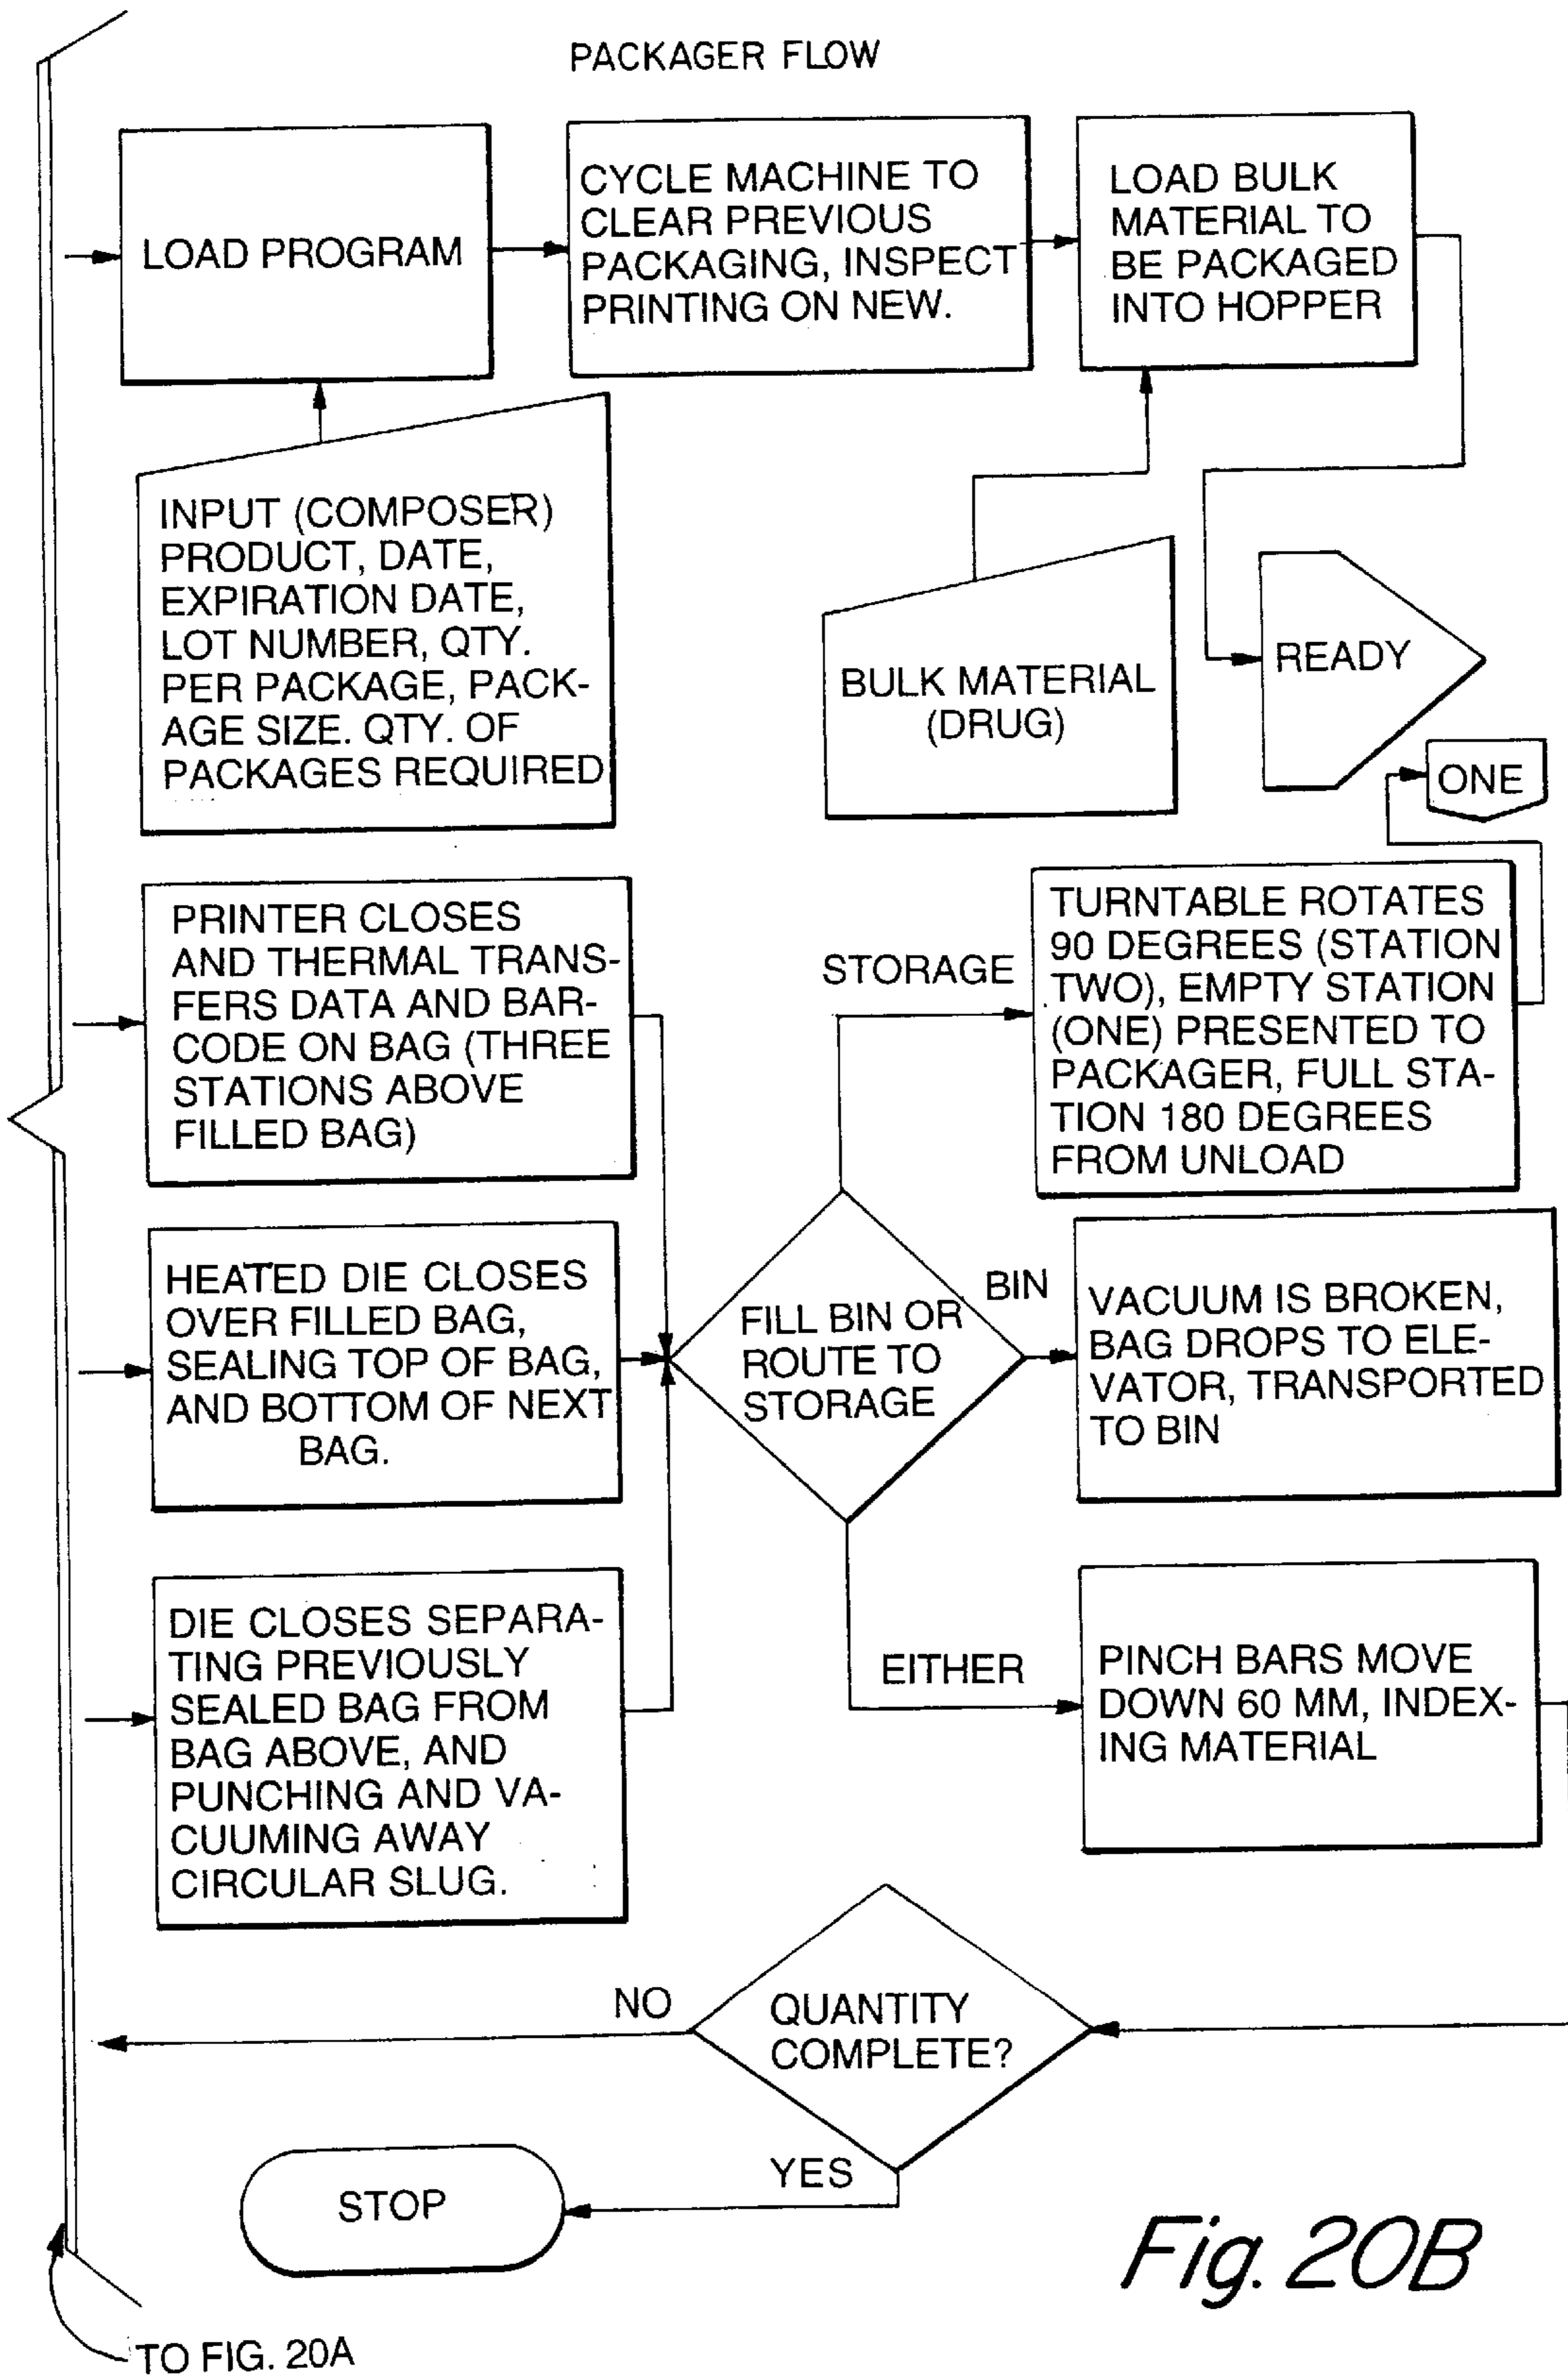 PACKAGER FLOW
LOAD PROGRAM
CYCLE MACHINE TO
CLEAR PREVIOUS
PACKAGING, INSPECT
PRINTING ON NEW.
LOAD BULK
MATERIAL TO
BE PACKAGED
INTO HOPPER
INPUT (COMPOSER)
PRODUCT, DATE,
EXPIRATION DATE,
LOT NUMBER, QTY.
PER PACKAGE, PACK-
AGE SIZE. QTY. OF
PACKAGES REQUIRED
BULK MATERIAL
(DRUG)
READY
ONE
PRINTER CLOSES
AND THERMAL TRANS-
FERS DATA AND BAR-
CODE ON BAG (THREE
STATIONS ABOVE
FILLED BAG)
STORAGE
TURNTABLE ROTATES
90 DEGREES (STATION
TWO), EMPTY STATION
(ONE) PRESENTED TO
PACKAGER, FULL STA-
TION 180 DEGREES
FROM UNLOAD
HEATED DIE CLOSES
OVER FILLED BAG,
SEALING TOP OF BAG,
AND BOTTOM OF NEXT
BAG.
FILL BIN OR
ROUTE TO
STORAGE
BIN
VACUUM IS BROKEN,
BAG DROPS TO ELE-
VATOR, TRANSPORTED
TO BIN
DIE CLOSES SEPARA-
TING PREVIOUSLY
SEALED BAG FROM
BAG ABOVE, AND
PUNCHING AND VA-
CUUMING AWAY
CIRCULAR SLUG.
EITHER
PINCH BARS MOVE
DOWN 60 MM, INDEX-
ING MATERIAL
NO
QUANTITY
COMPLETE?
YES
STOP
Fig. 20B
TO FIG. 20A